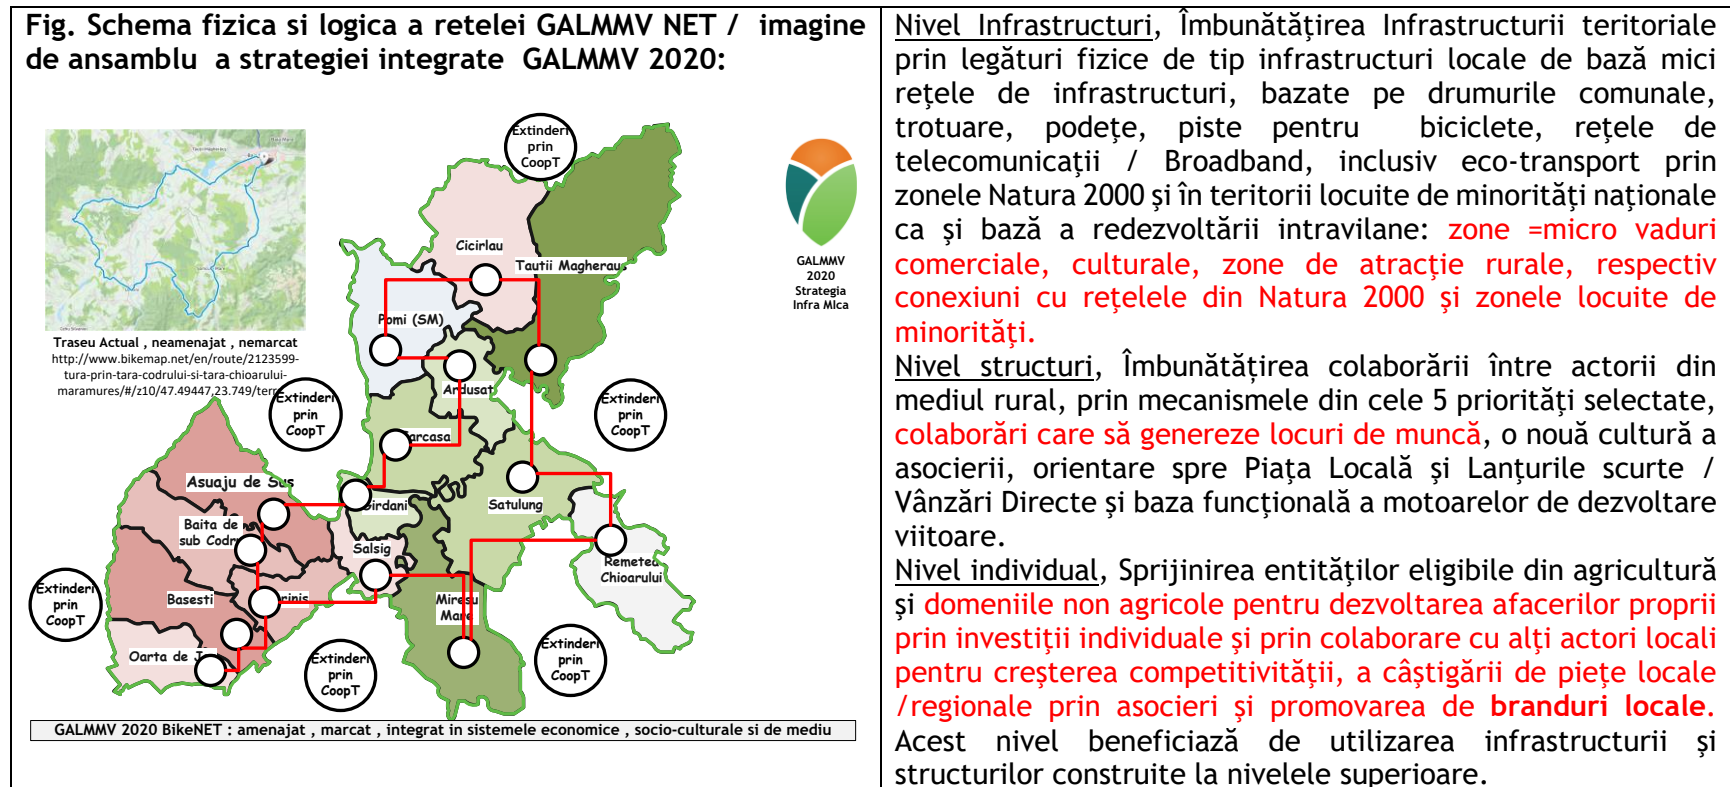 Fig. Schema fizica si logica a retelei GALMMV NET / imagine
de ansamblu a strategiei integrate GALMMV 2020:
Extinderi
prin
CoopT
GALMMV
2020
Strategia
Infra Mica
Cicirlau
Tautii Magheraus
Pomi (SM)
Traseu Actual , neamenajat , nemarcat
http://www.bikemap.net/en/route/2123599-
tura-prin-tara-codrului-si-tara-chioarului-
maramures/#/z10/47.49447,23.749/terr
Ardusat
Extinderi
prin
CoopT
Extinderi
prin
CoopT
Farcasa
Asuaju de Sus
Satulung
Girdani
Baita de
sub Codru
Salsig
Remetea
Chioarului
Extinderi
prin
CoopT
Basesti
Miresu
Mare
Oarta de J
Extinderi
prin
CoopT
Extinderi
prin
CoopT
GALMMV 2020 BikeNET : amenajat , marcat , integrat in sistemele economice , socio-culturale si de mediu
Nivel Infrastructuri, Îmbunătăţirea Infrastructurii teritoriale
prin legături fizice de tip infrastructuri locale de bază mici
reţele de infrastructuri, bazate pe drumurile comunale,
trotuare, podeţe, piste pentru biciclete, reţele de
telecomunicaţii / Broadband, inclusiv eco-transport prin
zonele Natura 2000 şi în teritorii locuite de minorităţi naţionale
ca şi bază a redezvoltării intravilane: zone =micro vaduri
comerciale, culturale, zone de atracţie rurale, respectiv
conexiuni cu reţelele din Natura 2000 şi zonele locuite de
minorităţi.
Nivel structuri, Îmbunătățirea colaborării între actorii din
mediul rural, prin mecanismele din cele 5 priorităţi selectate,
colaborări care să genereze locuri de muncă, o nouă cultură a
asocierii, orientare spre Piaţa Locală şi Lanţurile scurte /
Vânzări Directe şi baza funcţională a motoarelor de dezvoltare
viitoare.
Nivel individual, Sprijinirea entităţilor eligibile din agricultură
şi domeniile non agricole pentru dezvoltarea afacerilor proprii
prin investiţii individuale şi prin colaborare cu alţi actori locali
pentru creşterea competitivităţii, a câştigării de pieţe locale
/regionale prin asocieri şi promovarea de branduri locale.
Acest nivel beneficiază de utilizarea infrastructurii şi
structurilor construite la nivelele superioare.